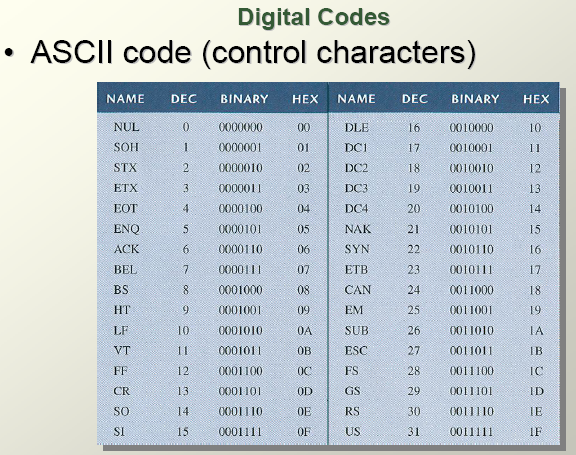 Digital Codes
• ASCII code (control characters)
NAME DEC BINARY HEX NAME DEC BINARY HEX
NUL 0 0000000 00 DLE 16 0010000 10
SOH 1 0000001 01 DC1 17 0010001 11
STX 2 0000010 02 DC2 18 0010010 12
ETX 3 0000011 03 DC3 19 0010011 13
EOT 4 0000100 04 DC4 20 0010100 14
ENQ 5 0000101 05 NAK 21 0010101 15
ACK 6 0000110 06 SYN 22 0010110 16
BEL 7 0000111 07 ETB 23 0010111 17
BS 8 0001000 08 CAN 24 0011000 18
HT 9 0001001 09 EM 25 0011001 19
LF 10 0001010 0A SUB 26 0011010 1A
VT 11 0001011 0B ESC 27 0011011 1B
FF 12 0001100 0C FS 28 0011100 1C
CR 13 0001101 0D GS 29 0011101 1D
SO 14 0001110 0E RS 30 0011110 1E
SI 15 0001111 0F US 31 0011111 1F